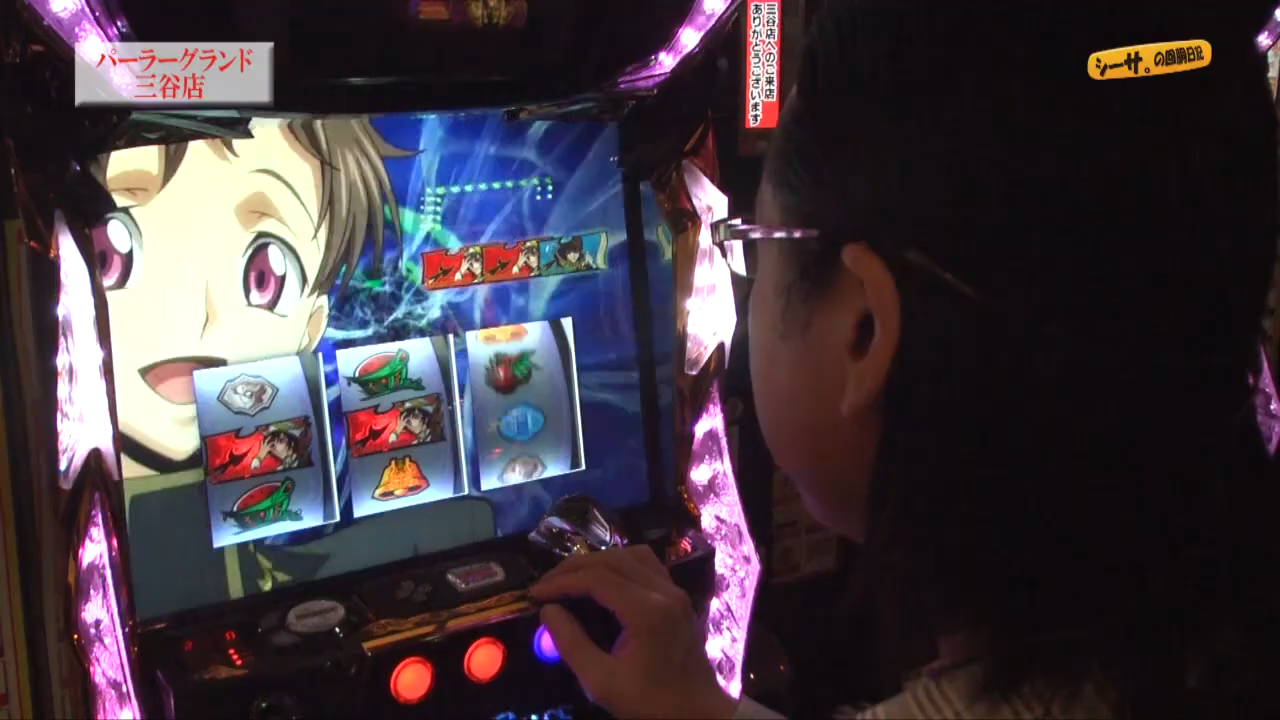 パーラーグランド
三谷店
三谷店へのご来店
ありがとうございます
シーサ。の回胴日記